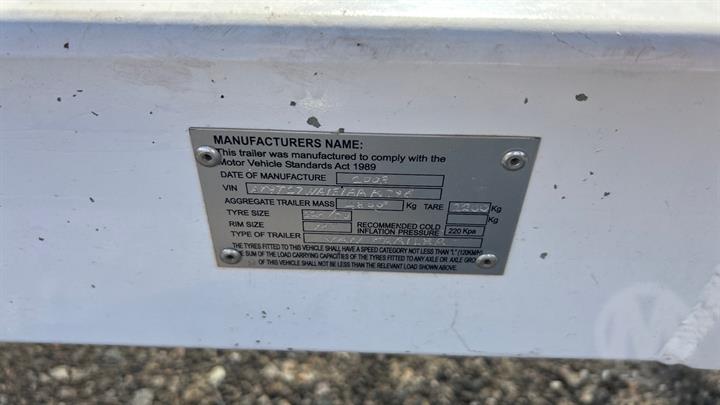 MANUFACTURERS NAME:
This trailer was manufactured to comply with the
Motor Vehicle Standards Act 1989
DATE OF MANUFACTURE 2003
VIN
AGGREGATE TRAILER MASS Kg TARE 1200 Kg
TYRE SIZE Kg
RIM SIZE RECOMMENDED COLD
INFLATION PRESSURE 220 Kpa
TYPE OF TRAILER TRAILER
THE TYRES FITTED TO THIS VEHICLE SHALL HAVE A SPEED CATEGORY NOT LESS THAN "L" (120KM/
THE SUM OF THE LOAD CARRYING CAPACITIES OF THE TYRES FITTED TO ANY AXLE OR AXLE GRO
OF THIS VEHICLE SHALL NOT BE LESS THAN THE RELEVANT LOAD SHOWN ABOVE.